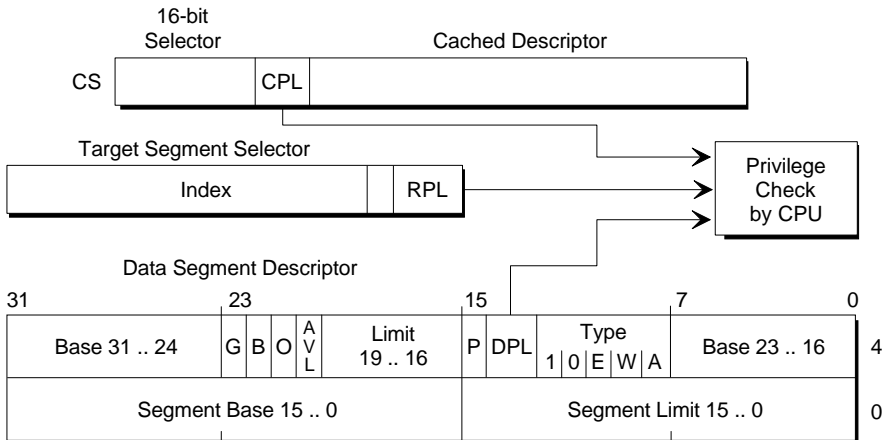 16-bit
Selector
Cached Descriptor
CS
CPL
Target Segment Selector
Index
RPL
Privilege
Check
by CPU
Data Segment Descriptor
31 23 15 7 0
Base 31 .. 24
G
B
O
A
V
L
Limit
19 .. 16
P
DPL
Type
1 0 E W A
Base 23 .. 16
4
Segment Base 15 .. 0
Segment Limit 15 .. 0
0